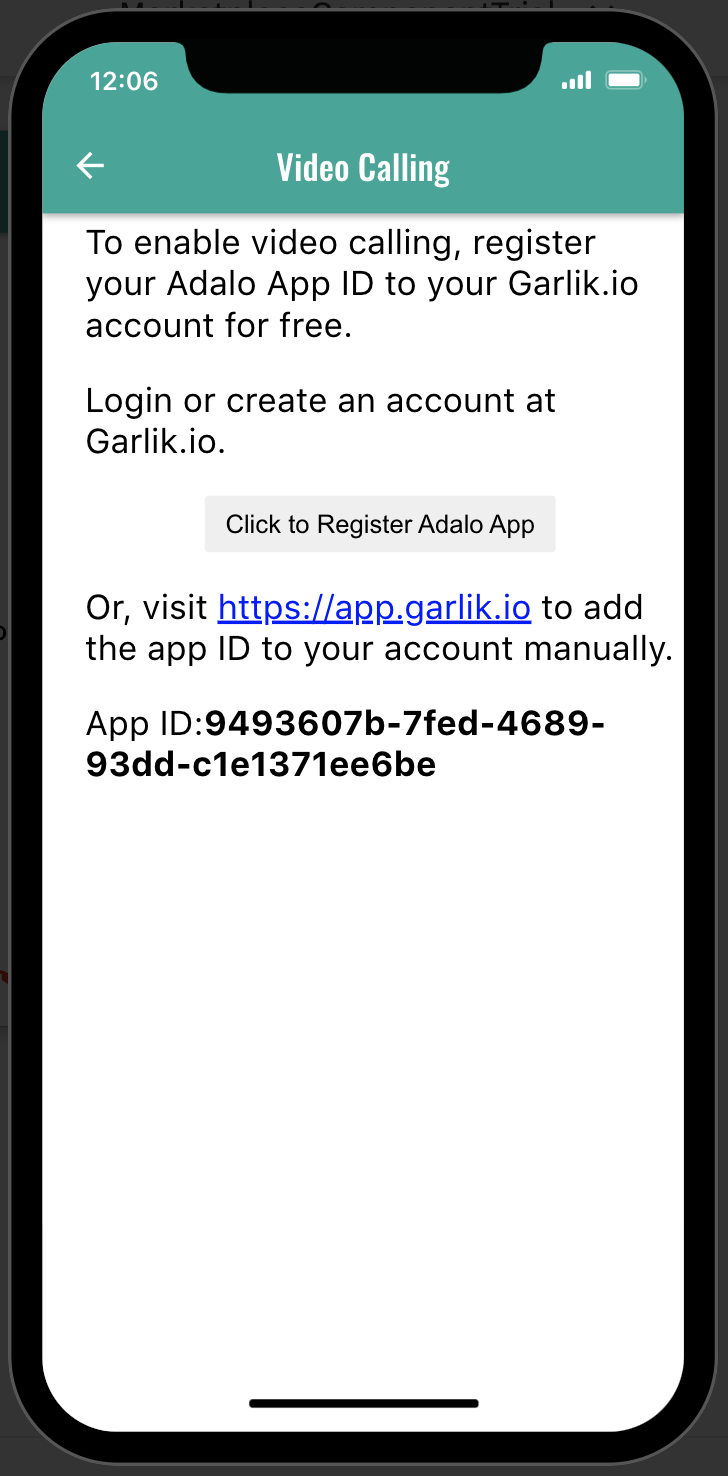 12:06
Video Calling
To enable video calling, register
your Adalo App ID to your Garlik.io
account for free.
Login or create an account at
Garlik.io.
Click to Register Adalo App
Or, visit https://app.garlik.io to add
the app ID to your account manually.
App ID:9493607b-7fed-4689-
93dd-c1e1371ee6be